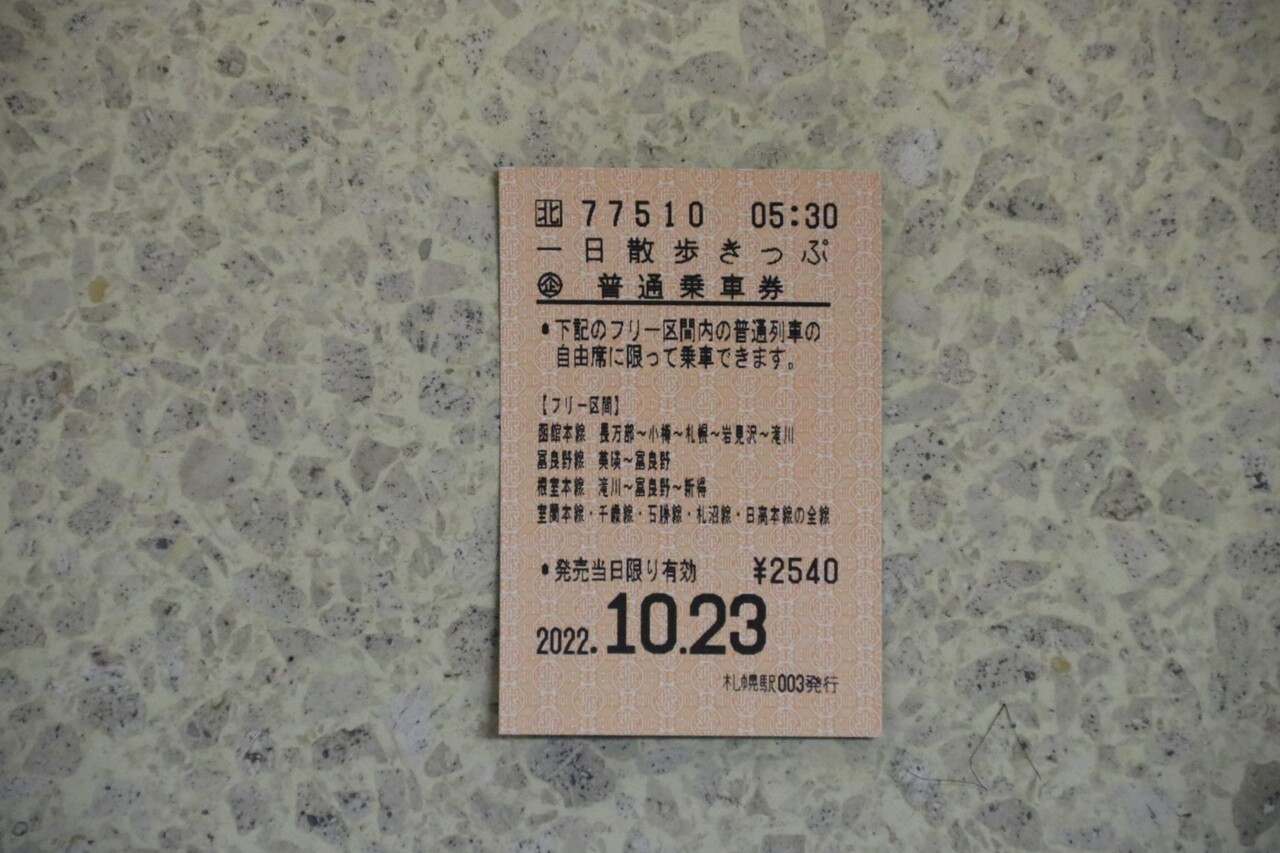 北 77510 05:30
一日散歩きっぷ
企 普通乗車券
•下記のフリー区間内の普通列車の
自由席に限って乗車できます。
【フリー区間】
函館本線 長万部~小樽~札幌~岩見沢~滝川
富良野線 美瑛~富良野
根室本線 滝川~富良野~新得
室蘭本線・千歳線・石勝線・札沼線・日高本線の全線
•発売当日限り有効 ¥2540
2022.10.23
札幌駅003発行